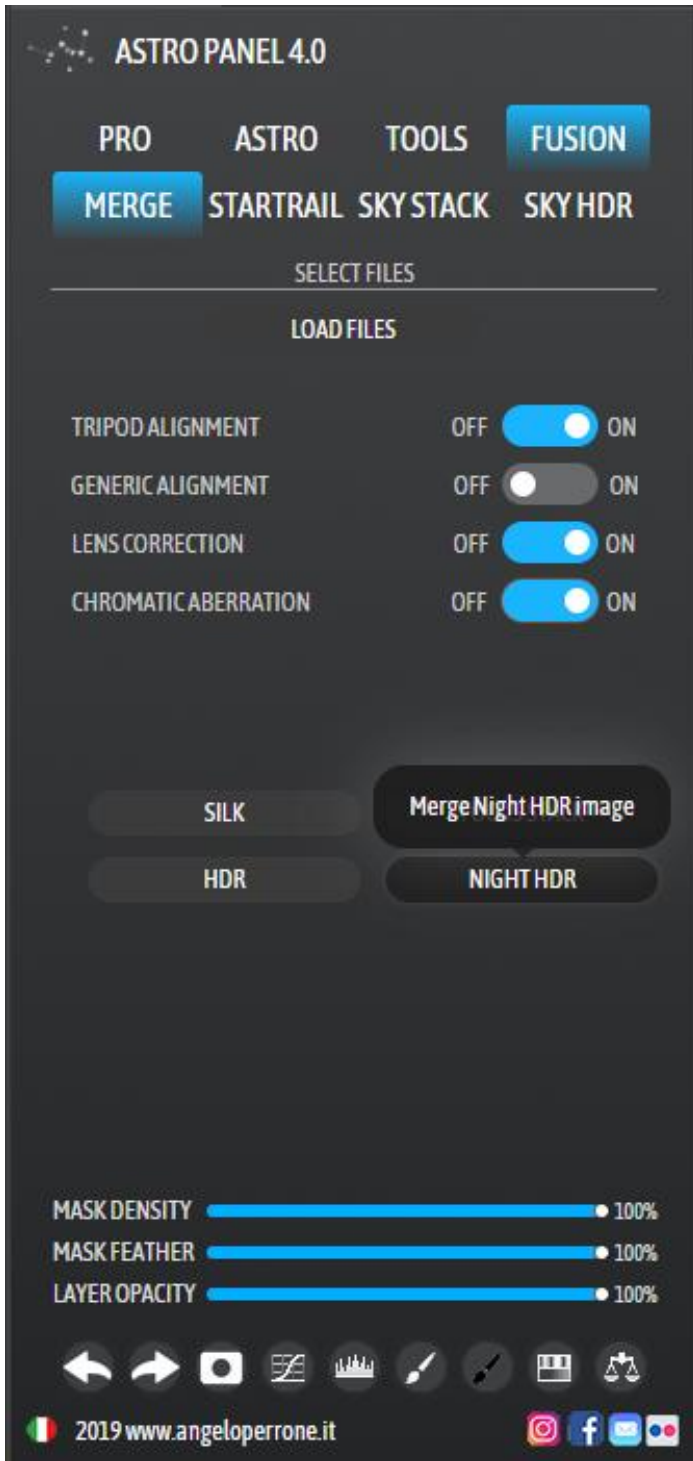 ASTRO PANEL 4.0
PRO ASTRO TOOLS FUSION
MERGE STARTRAIL SKY STACK SKY HDR
SELECT FILES
LOAD FILES
TRIPOD ALIGNMENT OFF ON
GENERIC ALIGNMENT OFF ON
LENS CORRECTION OFF ON
CHROMATIC ABERRATION OFF ON
SILK Merge Night HDR image
HDR NIGHT HDR
MASK DENSITY 100%
MASK FEATHER 100%
LAYER OPACITY 100%
2019 www.angeloperrone.it